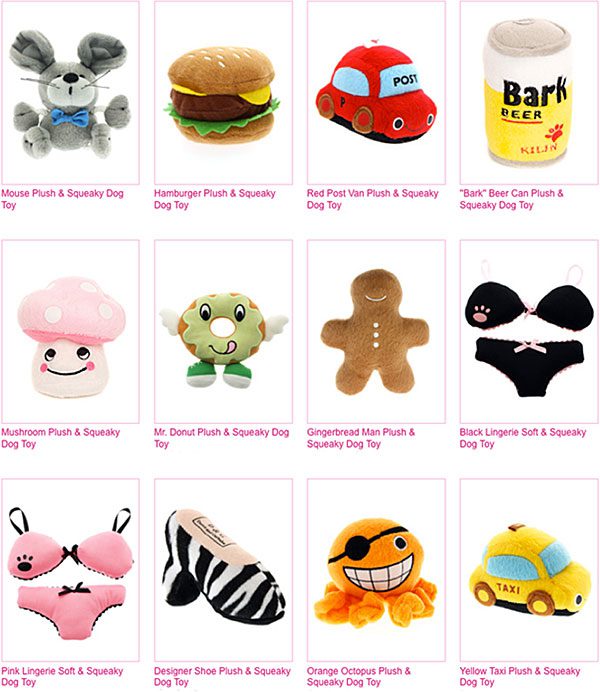 POST
P
Bark
BEER
KILIN
Mouse Plush & Squeaky Dog
Toy
Hamburger Plush & Squeaky
Dog Toy
Red Post Van Plush &
Squeaky Dog Toy
"Bark" Beer Can Plush &
Squeaky Dog Toy
Mushroom Plush & Squeaky
Dog Toy
Mr. Donut Plush & Squeaky Dog
Toy
Gingerbread Man Plush &
Squeaky Dog Toy
Black Lingerie Soft & Squeaky
Dog Toy
TAXI
Pink Lingerie Soft & Squeaky
Dog Toy
Designer Shoe Plush & Squeaky
Dog Toy
Orange Octopus Plush &
Squeaky Dog Toy
Yellow Taxi Plush & Squeaky
Dog Toy